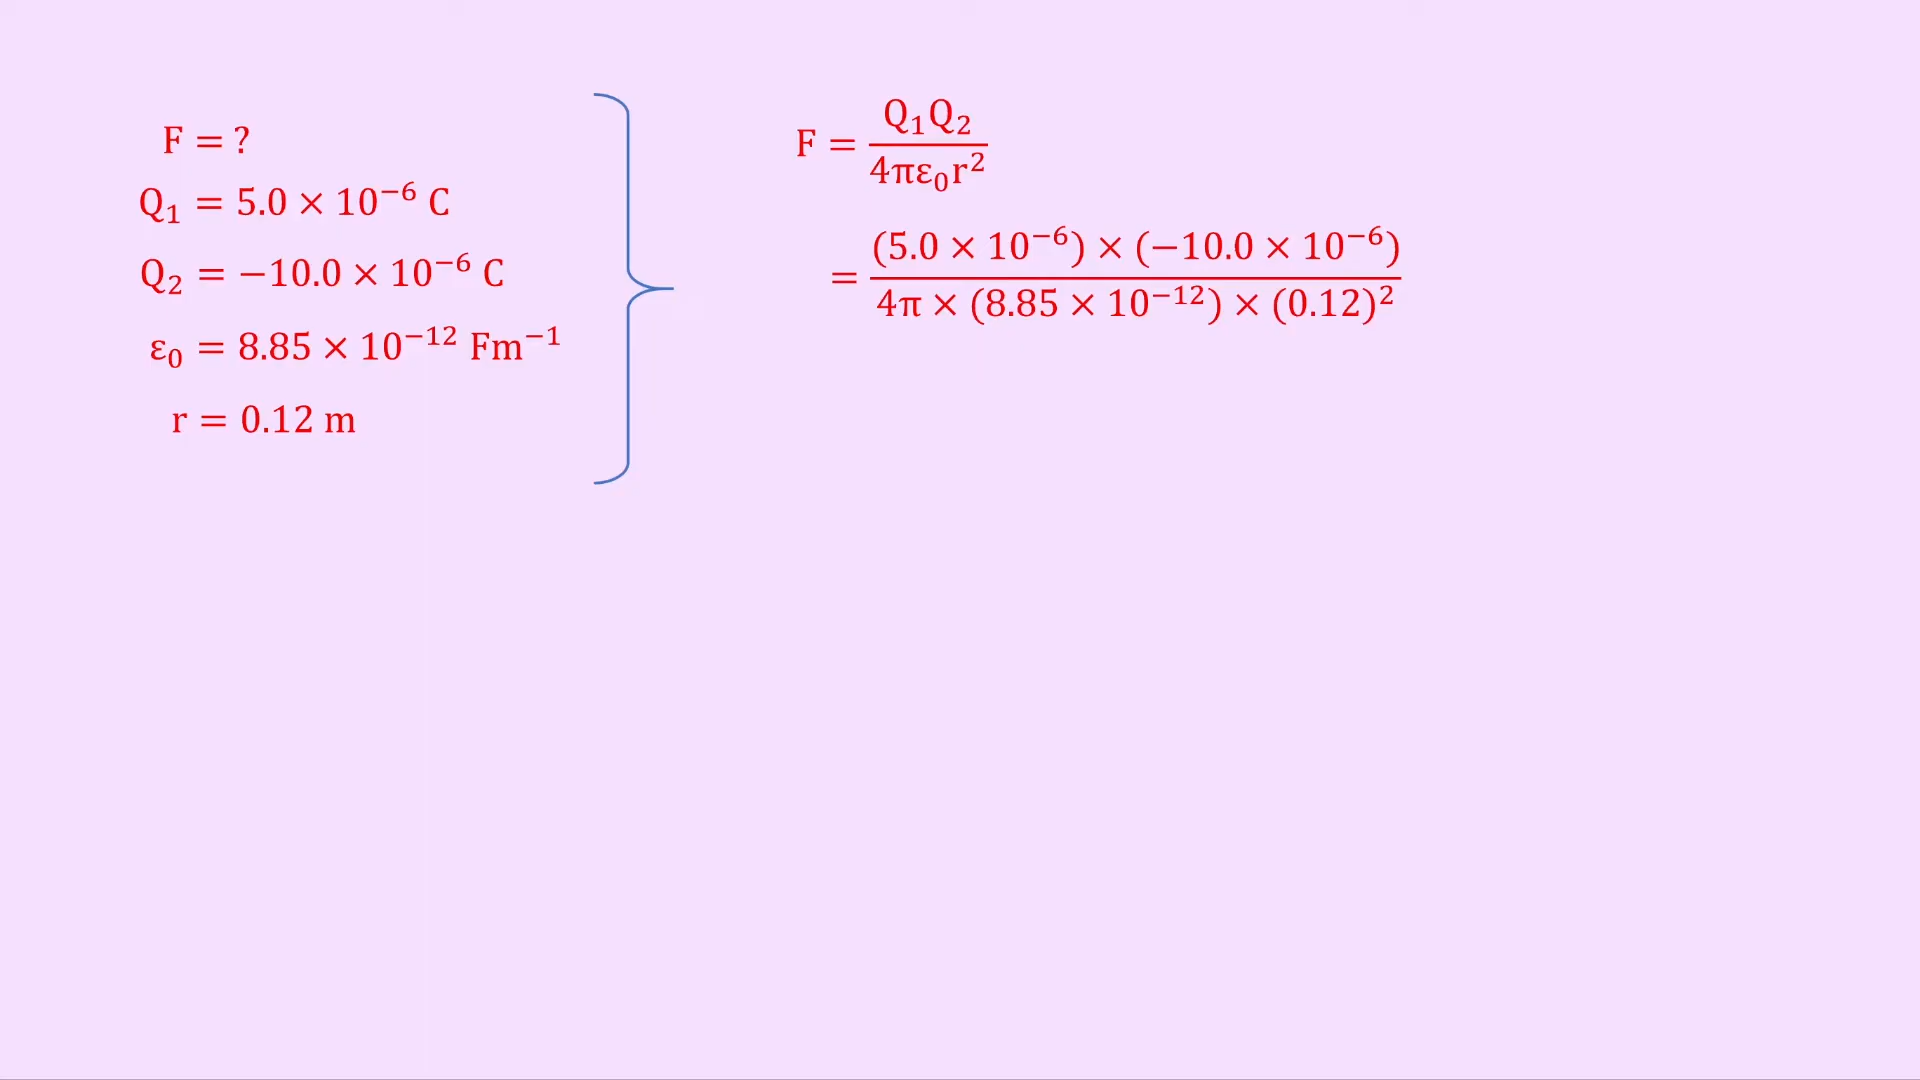 F = ?
Q₁ = 5.0 × 10⁻⁶ C
Q₂ = −10.0 × 10⁻⁶ C
ε₀ = 8.85 × 10⁻¹² Fm⁻¹
r = 0.12 m
F = Q₁Q₂ / 4πε₀r²
= (5.0 × 10⁻⁶) × (−10.0 × 10⁻⁶) / 4π × (8.85 × 10⁻¹²) × (0.12)²